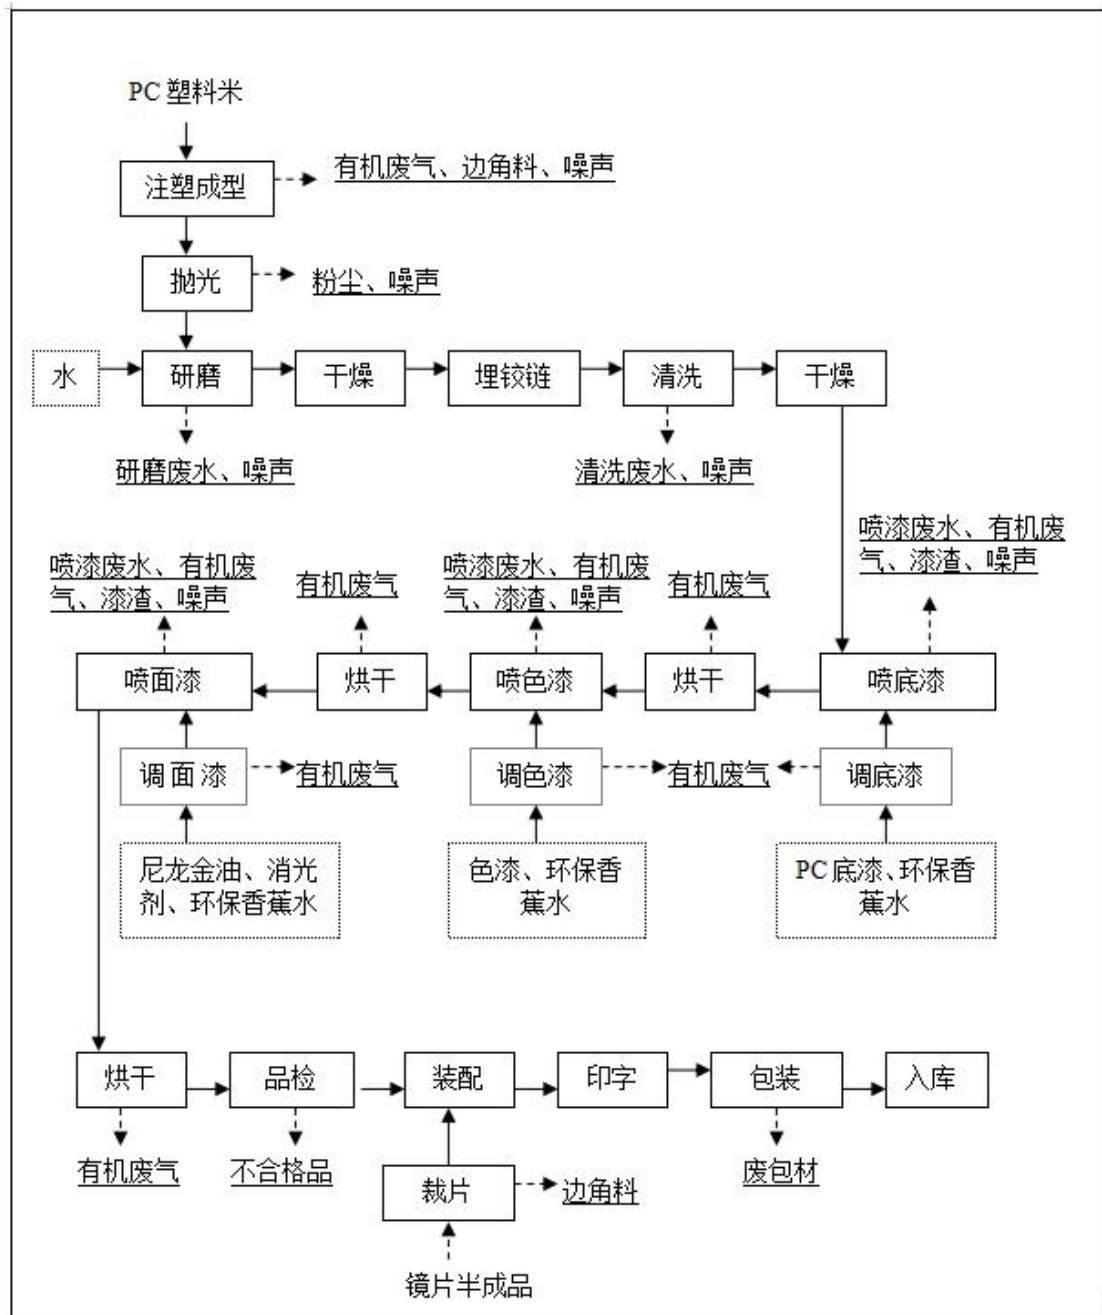 PC 塑料米
注塑成型
有机废气、边角料、噪声
抛光
粉尘、噪声
水
研磨
干燥
埋铰链
清洗
干燥
研磨废水、噪声
清洗废水、噪声
喷漆废水、有机废
气、漆渣、噪声
喷漆废水、有机废
气、漆渣、噪声
有机废气
喷漆废水、有机废
气、漆渣、噪声
有机废气
喷面漆
烘干
喷色漆
烘干
喷底漆
调面漆
有机废气
调色漆
有机废气
调底漆
尼龙金油、消光
剂、环保香蕉水
色漆、环保香
蕉水
PC 底漆、环保香
蕉水
烘干
品检
装配
印字
包装
入库
有机废气
不合格品
裁片
边角料
废包材
镜片半成品